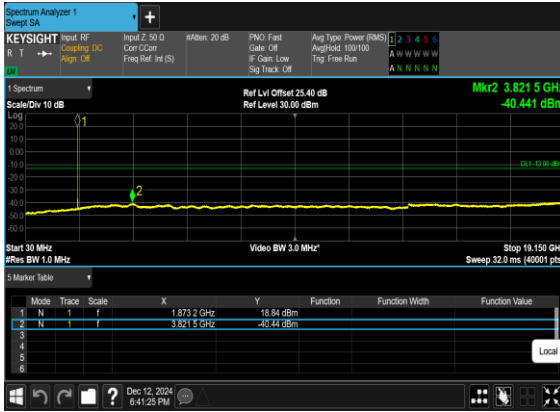 Spectrum Analyzer 1
Swept SA
+
KEYSIGHT
R T
Input: RF
Coupling: DC
Align: Off
Input Z: 50 Ω
Corr CCorr
Freq Ref: Int (S)
#Atten: 20 dB
PNO: Fast
Gate: Off
IF Gain: Low
Sig Track: Off
Avg Type: Power (RMS)
Avg|Hold: 100/100
Trig: Free Run
1 2 3 4 5 6
A W W W W W
A N N N N N
1 Spectrum
Scale/Div 10 dB
Ref Lvl Offset 25.40 dB
Ref Level 30.00 dBm
Mkr2 3.821 5 GHz
-40.441 dBm
Log
20.0
10.0
0.00
-10.0
-20.0
-30.0
-40.0
-50.0
-60.0
1
2
DL1 -13.00 dBm
Start 30 MHz
#Res BW 1.0 MHz
Video BW 3.0 MHz*
Stop 19.150 GHz
Sweep 32.0 ms (40001 pts)
5 Marker Table
Mode Trace Scale X Y Function Function Width Function Value
1 N 1 f 1.873 2 GHz 18.84 dBm
2 N 1 f 3.821 5 GHz -40.44 dBm
3
4
5
6
Local
?
Dec 12, 2024
6:41:25 PM